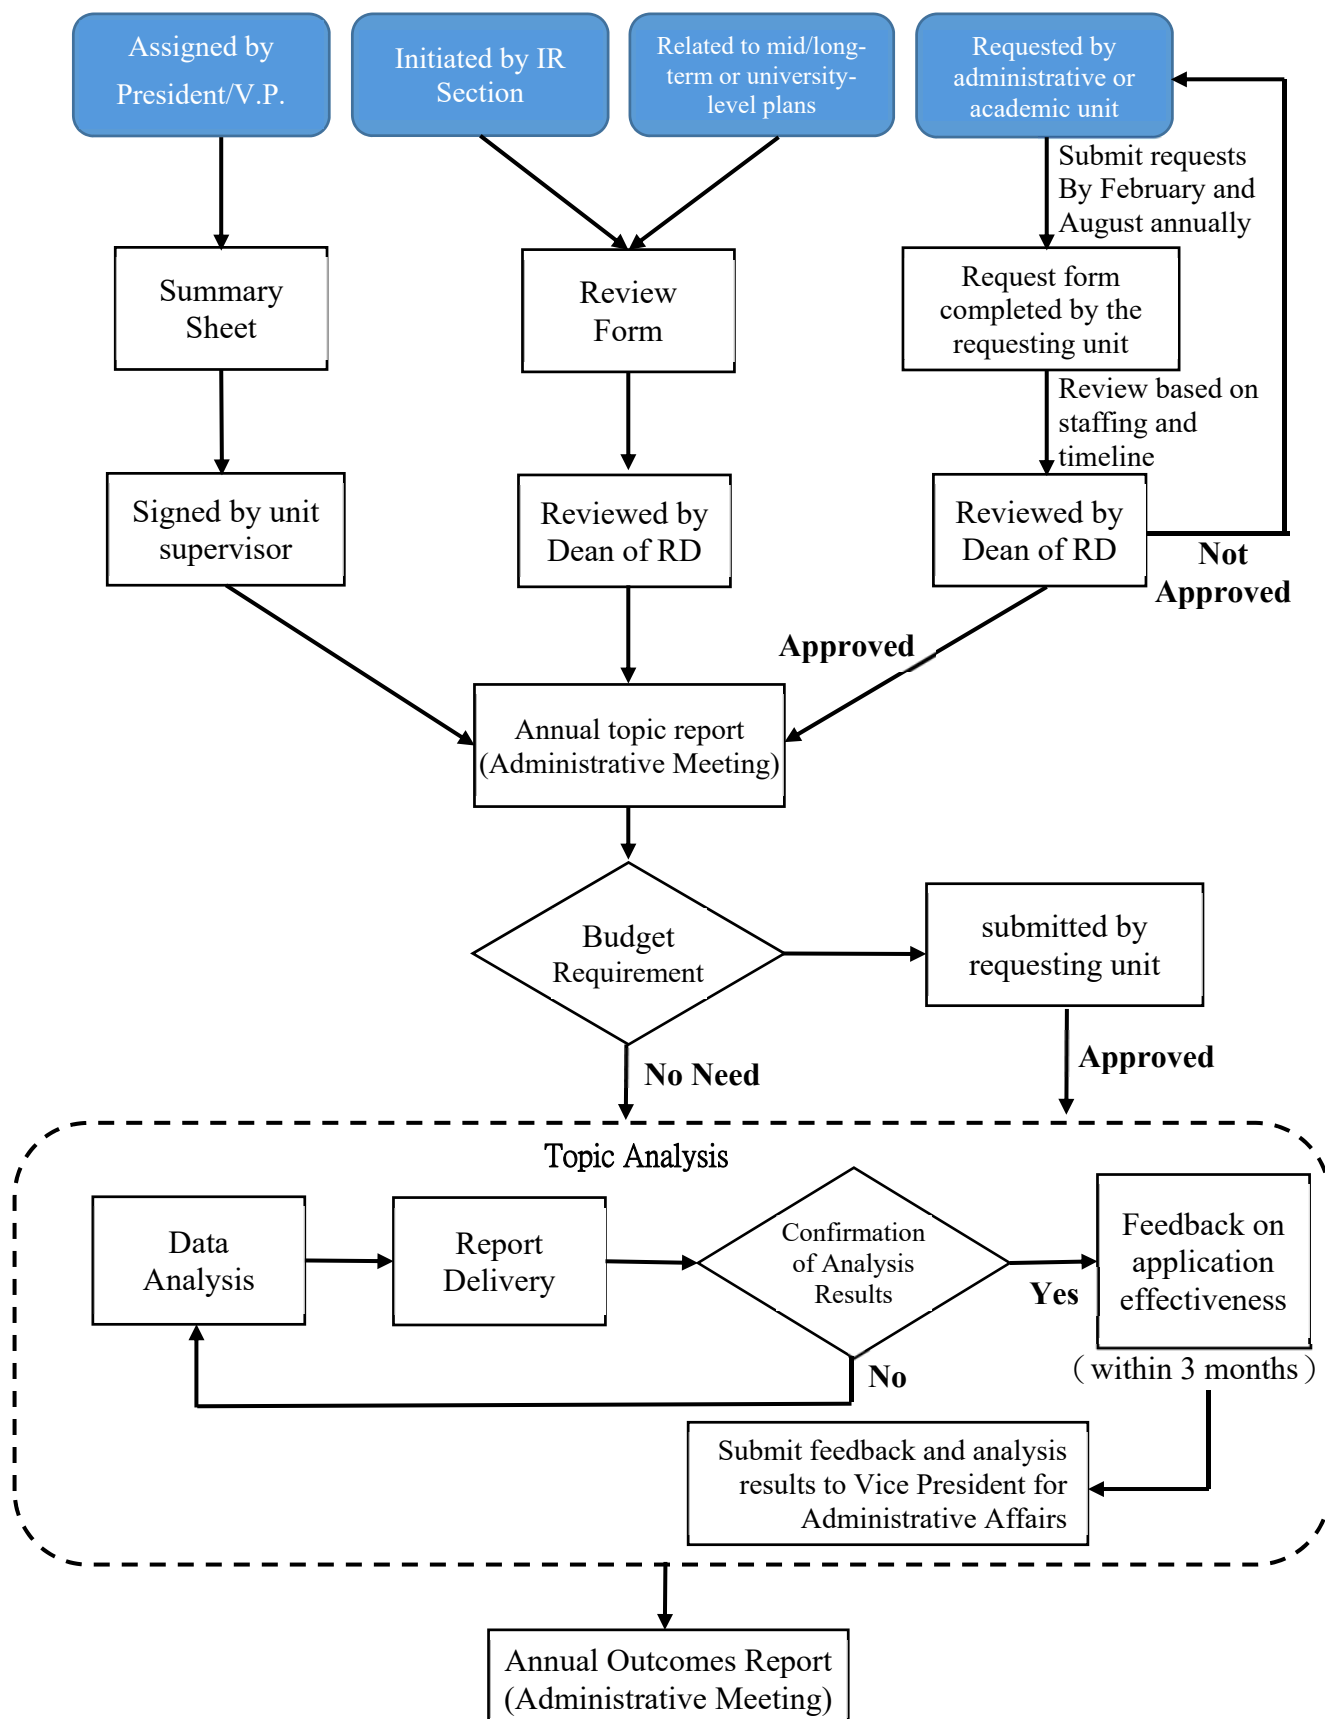 Assigned by
President/V.P.
Initiated by IR
Section
Related to mid/long-
term or university-
level plans
Requested by
administrative or
academic unit
Submit requests
By February and
August annually
Summary
Sheet
Review
Form
Request form
completed by the
requesting unit
Review based on
staffing and
timeline
Signed by unit
supervisor
Reviewed by
Dean of RD
Reviewed by
Dean of RD
Not
Approved
Approved
Annual topic report
(Administrative Meeting)
Budget
Requirement
submitted by
requesting unit
No Need
Approved
Topic Analysis
Data
Analysis
Report
Delivery
Confirmation
of Analysis
Results
Yes
Feedback on
application
effectiveness
（within 3 months）
No
Submit feedback and analysis
results to Vice President for
Administrative Affairs
Annual Outcomes Report
(Administrative Meeting)